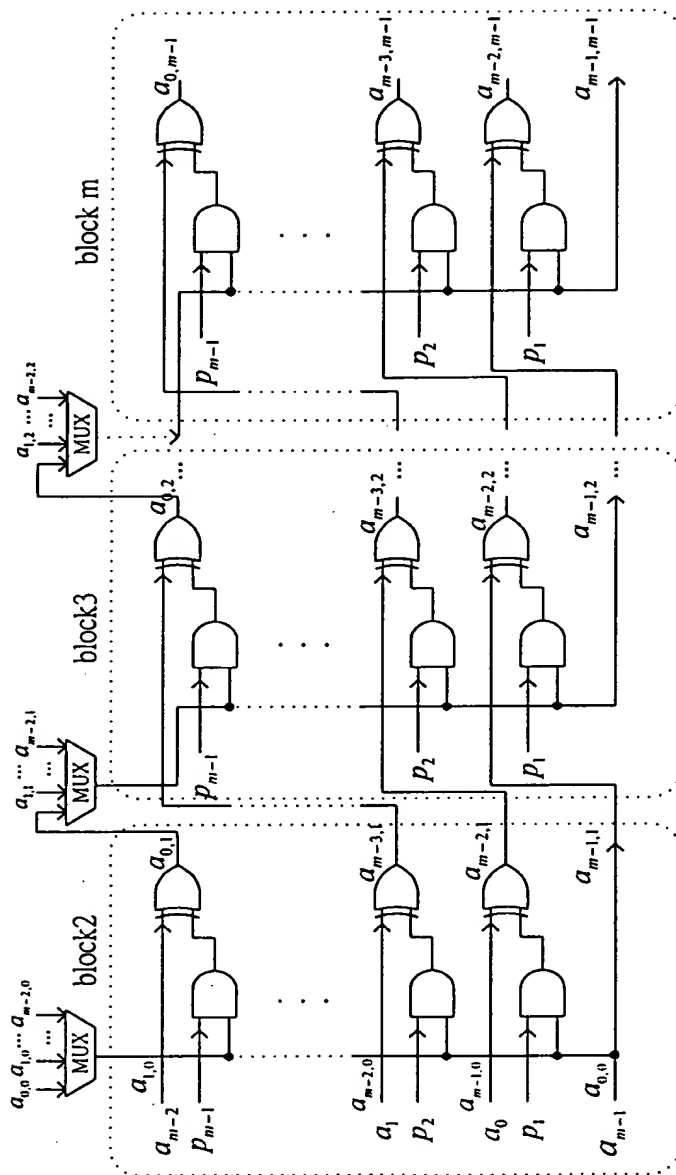 a_{0,0} a_{1,0} ... a_{m-2,0}
MUX
block2
a_{1,0}
a_{m-2}
p_{m-1}
a_{0,1}
. . .
a_{m-2,0}
a_1
p_2
a_{m-3,1}
a_{m-1,0}
a_0
p_1
a_{m-2,1}
a_{0,0}
a_{m-1}
a_{m-1,1}
a_{1,1} ... a_{m-2,1}
MUX
block3
p_{m-1}
a_{0,2} ...
. . .
p_2
a_{m-3,2} ...
p_1
a_{m-2,2} ...
a_{m-1,2} ...
a_{1,2} ... a_{m-2,2}
MUX
block m
p_{m-1}
a_{0,m-1}
. . .
p_2
a_{m-3,m-1}
p_1
a_{m-2,m-1}
a_{m-1,m-1}